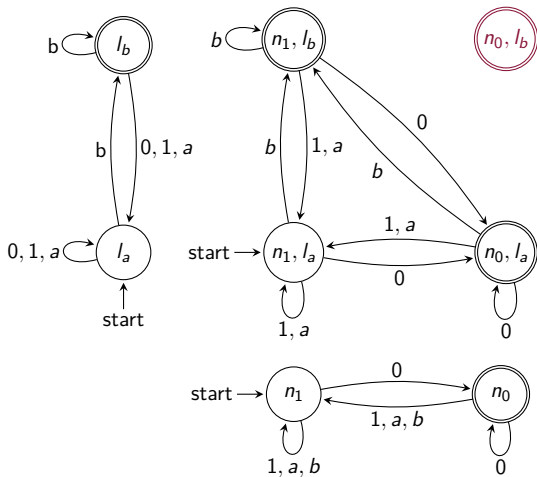 b
l_b
b
n_1, l_b
n_0, l_b
0
b
0, 1, a
b
1, a
b
1, a
0, 1, a
l_a
start
n_1, l_a
n_0, l_a
0
start
1, a
0
0
start
n_1
n_0
1, a, b
1, a, b
0